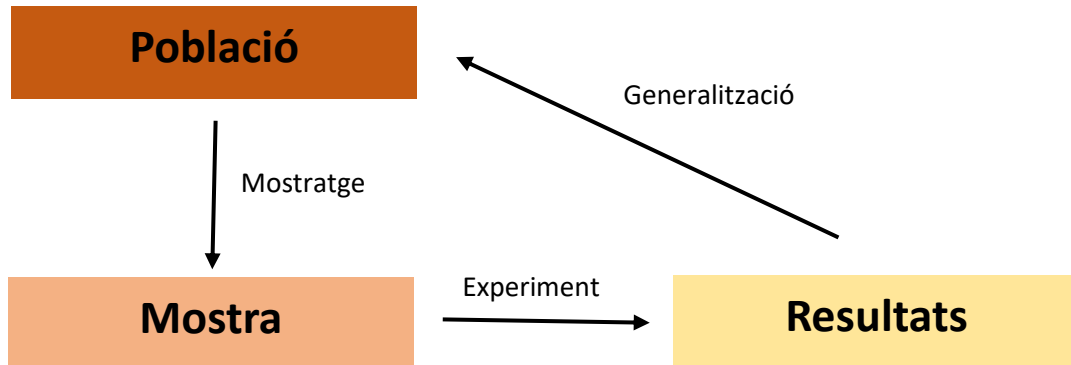 Població
Generalització
Mostratge
Experiment
Mostra
Resultats